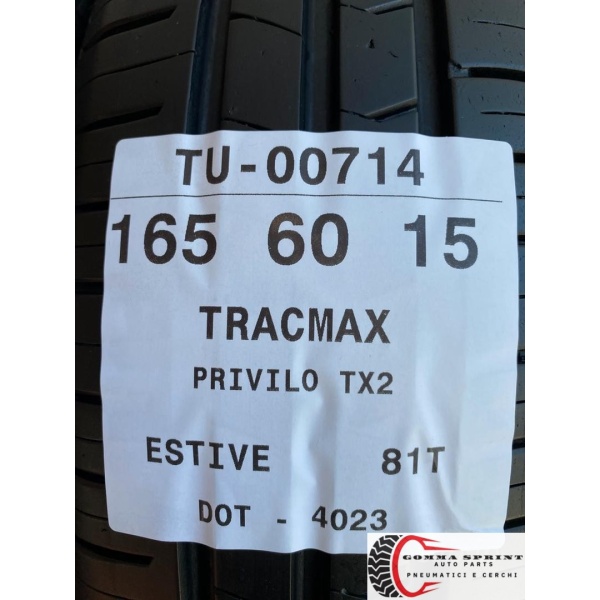 TU-00714
165 60 15
TRACMAX
PRIVILO TX2
ESTIVE 81T
DOT - 4023
GOMMA SPRINT
AUTO PARTS
PNEUMATICI E CERCHI